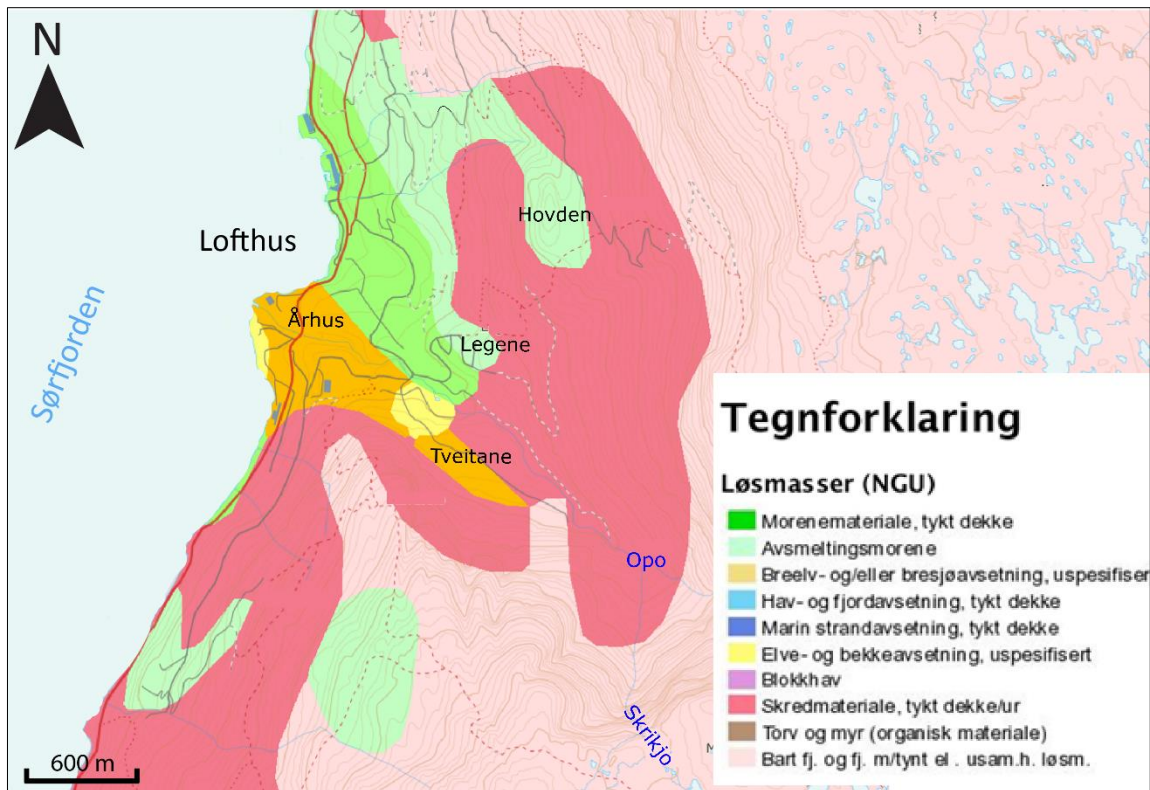 N
Hovden
Lofthus
Århus
Legene
Sørfjorden
Tveitane
Opo
Skrikjo
600 m
Tegnforklaring
Løsmasser (NGU)
Morenemateriale, tykt dekke
Avsmeltingsmorene
Breelv- og/eller bresjøavsetning, uspesifiser
Hav- og fjordavsetning, tykt dekke
Marin strandavsetning, tykt dekke
Elve- og bekkeavsetning, uspesifisert
Blokkhav
Skredmateriale, tykt dekke/ur
Torv og myr (organisk materiale)
Bart fj. og fj. m/tynt el . usam.h. løsm.